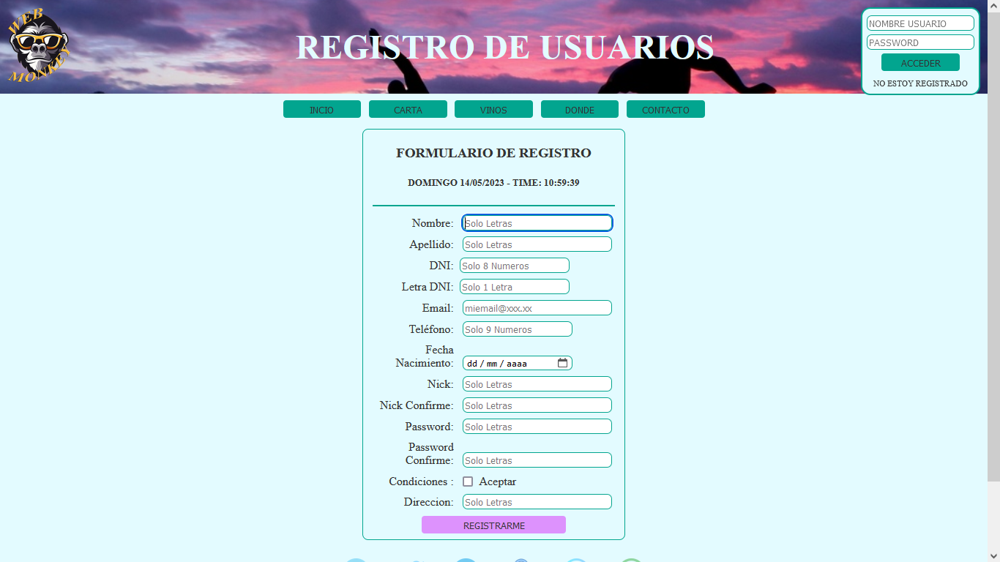 WEB
MONKEY
REGISTRO DE USUARIOS
NOMBRE USUARIO
PASSWORD
ACCEDER
NO ESTOY REGISTRADO
INCIO
CARTA
VINOS
DONDE
CONTACTO
FORMULARIO DE REGISTRO
DOMINGO 14/05/2023 - TIME: 10:59:39
Nombre: Solo Letras
Apellido: Solo Letras
DNI: Solo 8 Numeros
Letra DNI: Solo 1 Letra
Email: miemail@xxx.xx
Teléfono: Solo 9 Numeros
Fecha
Nacimiento: dd / mm / aaaa
Nick: Solo Letras
Nick Confirme: Solo Letras
Password: Solo Letras
Password
Confirme: Solo Letras
Condiciones : Aceptar
Direccion: Solo Letras
REGISTRARME